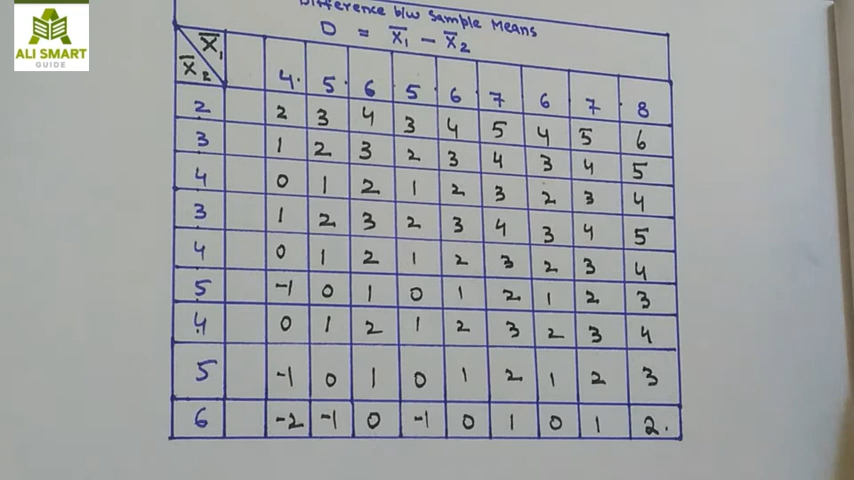 ALI SMART
GUIDE
Difference b/w Sample Means
D = X̄₁ - X̄₂
X̄₁
X̄₂
4. 5. 6 5 6 7 6 7 8
2 2 3 4 3 4 5 4 5 6
3 1 2 3 2 3 4 3 4 5
4 0 1 2 1 2 3 2 3 4
3 1 2 3 2 3 4 3 4 5
4 0 1 2 1 2 3 2 3 4
5 -1 0 1 0 1 2 1 2 3
4 0 1 2 1 2 3 2 3 4
5 -1 0 1 0 1 2 1 2 3
6 -2 -1 0 -1 0 1 0 1 2.